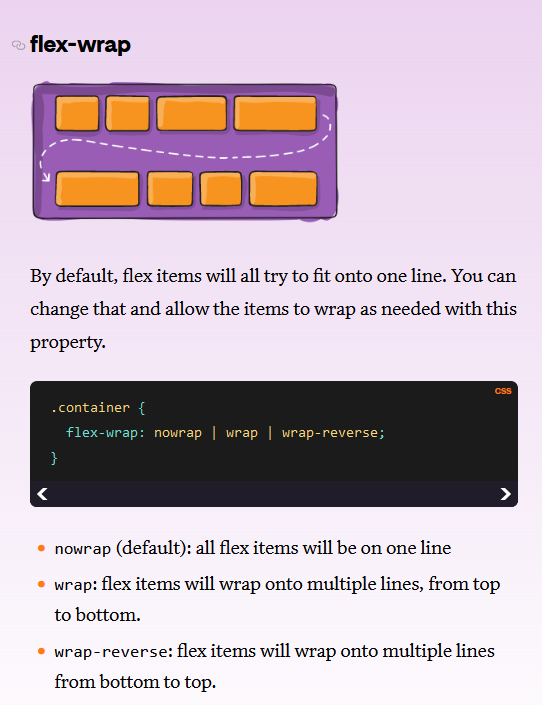 flex-wrap
By default, flex items will all try to fit onto one line. You can
change that and allow the items to wrap as needed with this
property.
CSS
.container {
  flex-wrap: nowrap | wrap | wrap-reverse;
}
nowrap (default): all flex items will be on one line
wrap: flex items will wrap onto multiple lines, from top
to bottom.
wrap-reverse: flex items will wrap onto multiple lines
from bottom to top.